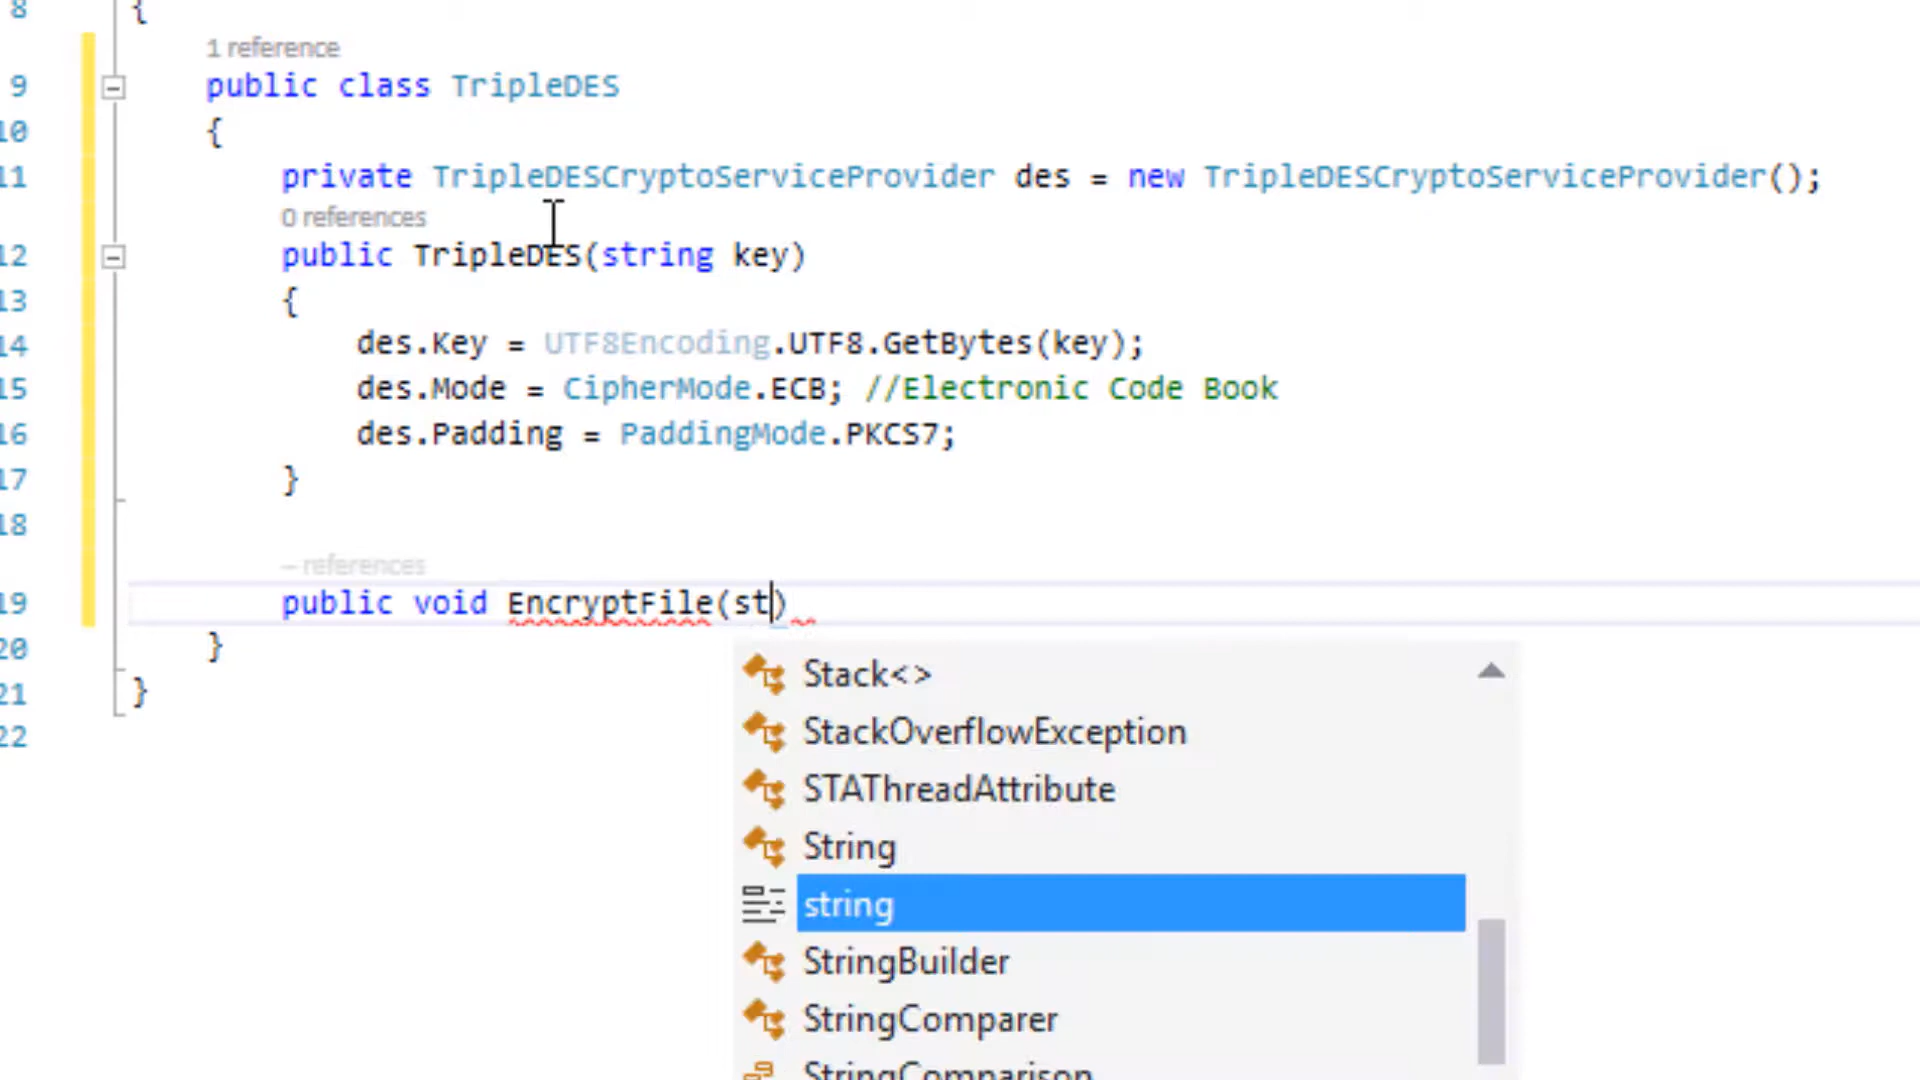 8 {
1 reference
9 public class TripleDES
10 {
11 private TripleDESCryptoServiceProvider des = new TripleDESCryptoServiceProvider();
0 references
12 public TripleDES(string key)
13 {
14 des.Key = UTF8Encoding.UTF8.GetBytes(key);
15 des.Mode = CipherMode.ECB; //Electronic Code Book
16 des.Padding = PaddingMode.PKCS7;
17 }
18
– references
19 public void EncryptFile(st)
20 }
21 }
22
Stack<>
StackOverflowException
STAThreadAttribute
String
string
StringBuilder
StringComparer
StringComparison